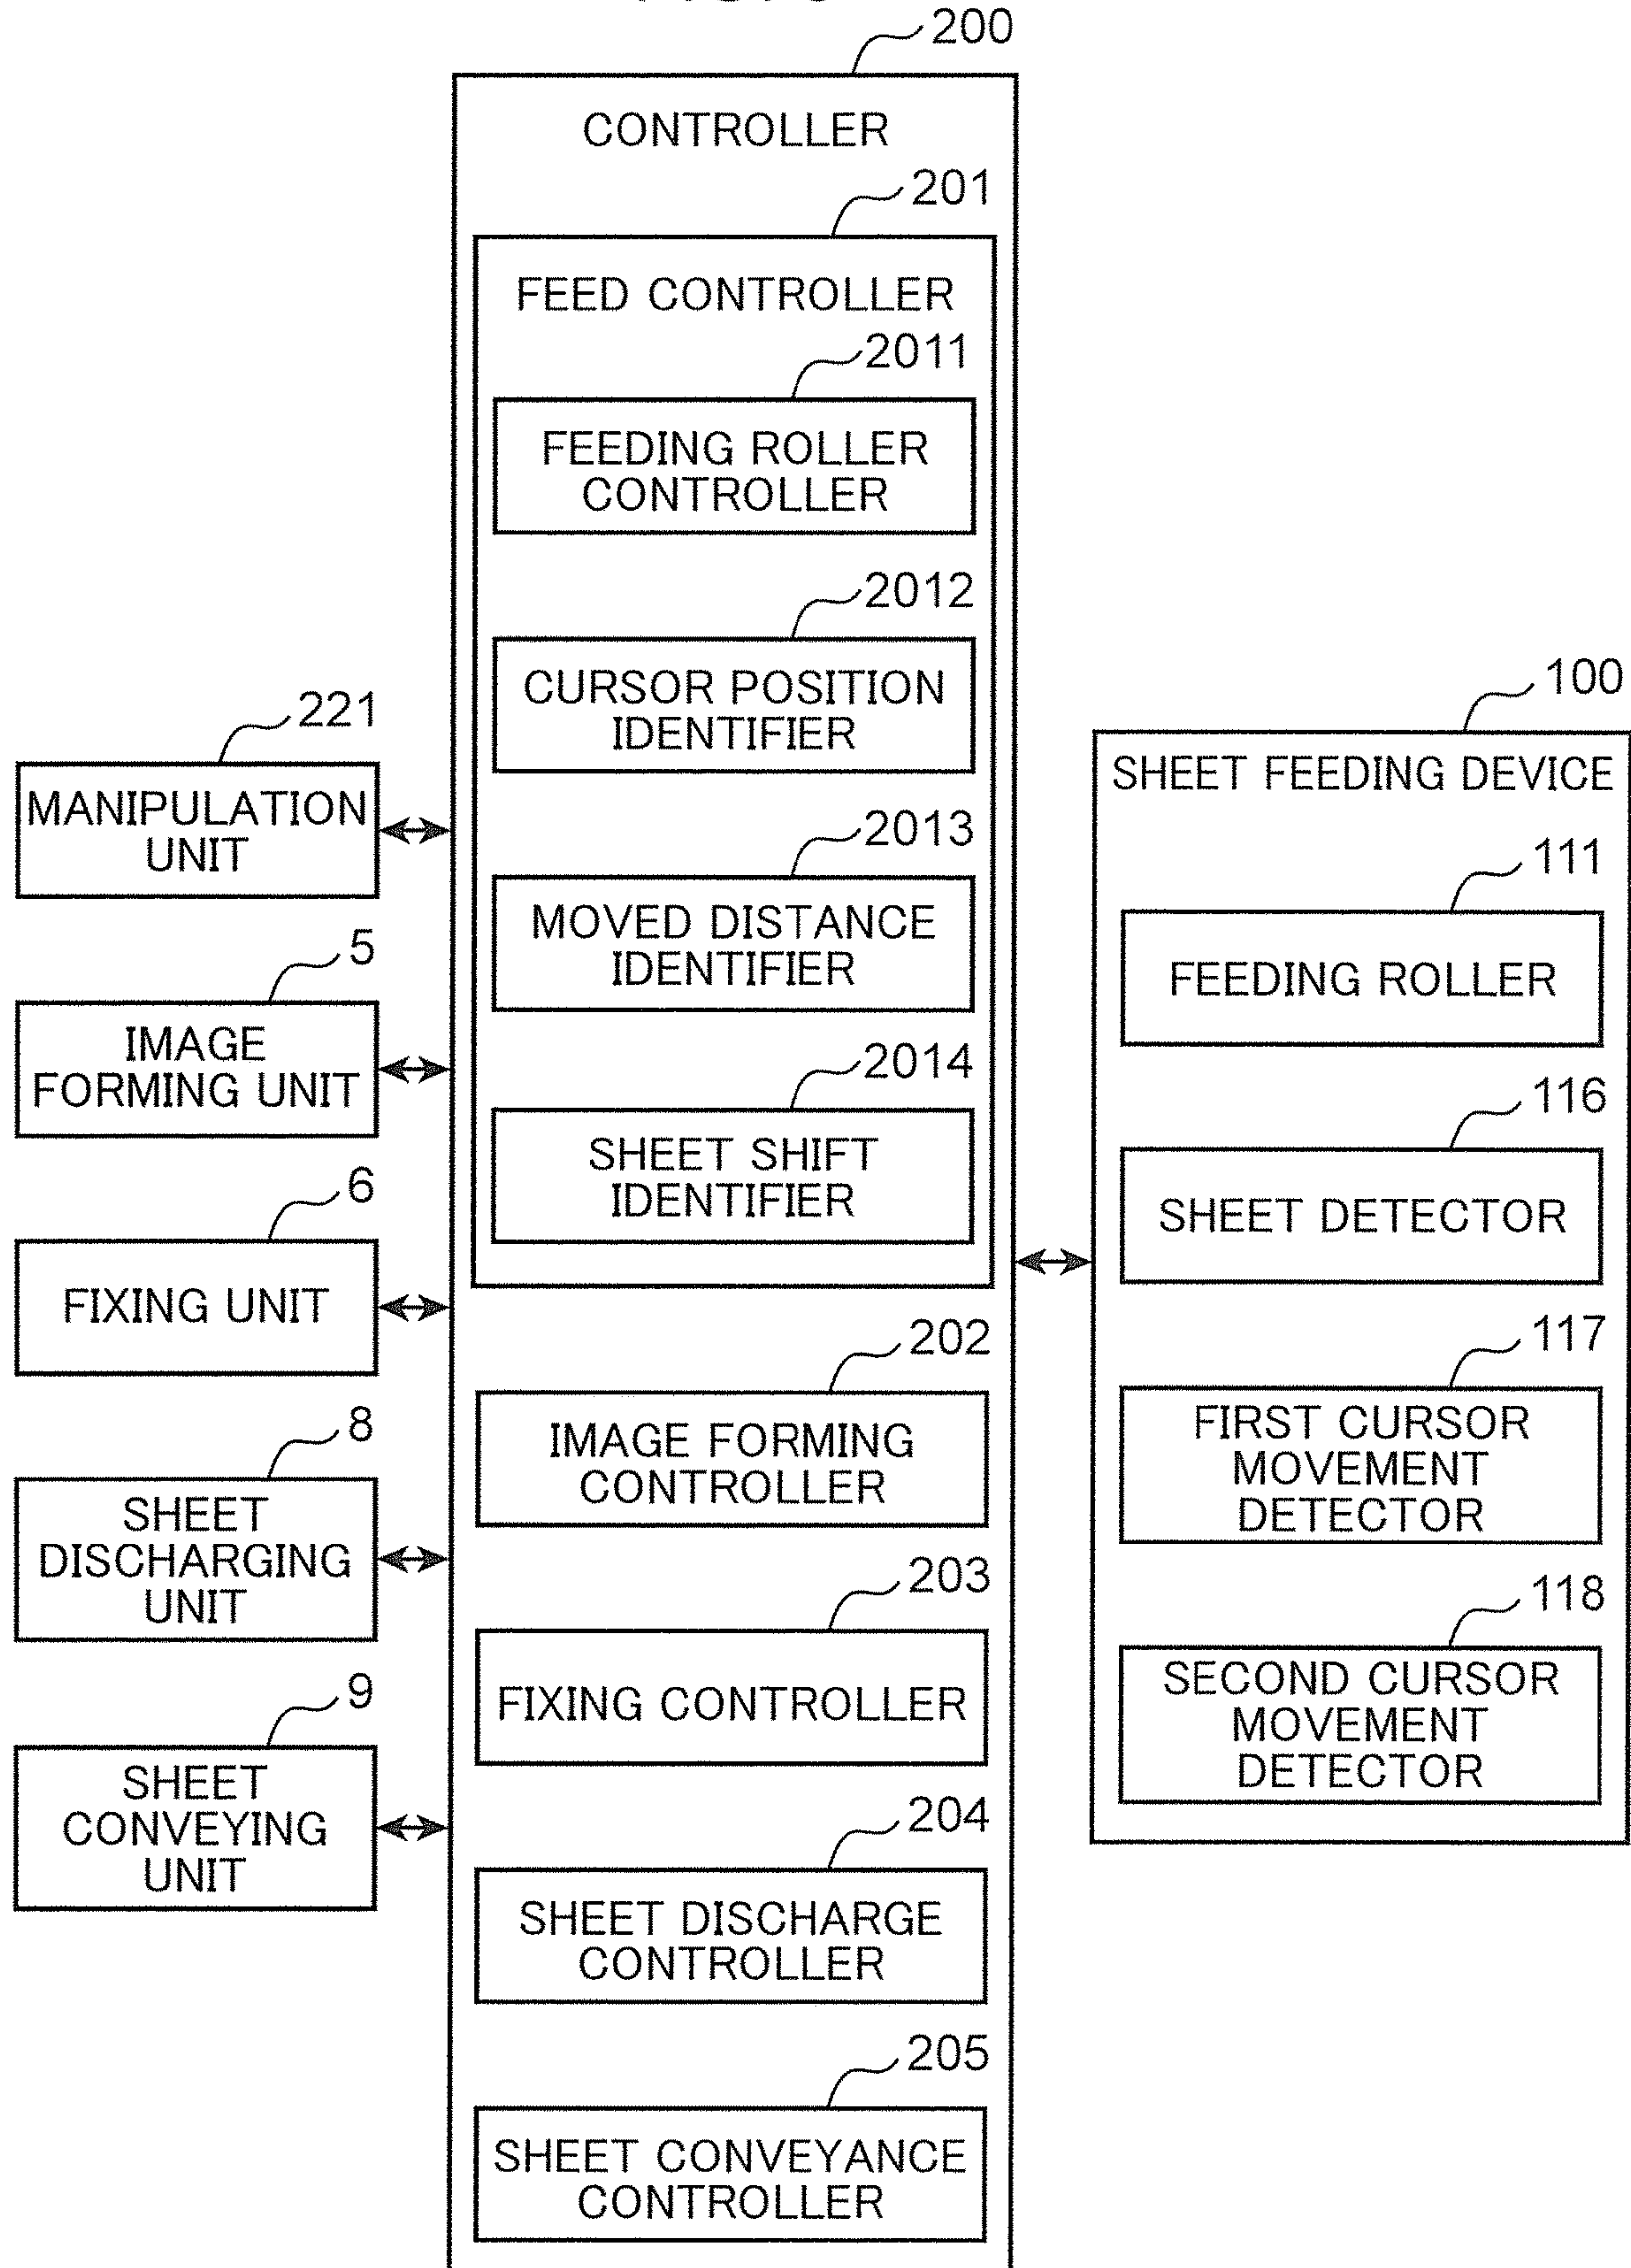 200
CONTROLLER
201
FEED CONTROLLER
2011
FEEDING ROLLER
CONTROLLER
2012
CURSOR POSITION
IDENTIFIER
2013
MOVED DISTANCE
IDENTIFIER
2014
SHEET SHIFT
IDENTIFIER
202
IMAGE FORMING
CONTROLLER
203
FIXING CONTROLLER
204
SHEET DISCHARGE
CONTROLLER
205
SHEET CONVEYANCE
CONTROLLER
221
MANIPULATION
UNIT
5
IMAGE
FORMING UNIT
6
FIXING UNIT
8
SHEET
DISCHARGING
UNIT
9
SHEET
CONVEYING
UNIT
100
SHEET FEEDING DEVICE
111
FEEDING ROLLER
116
SHEET DETECTOR
117
FIRST CURSOR
MOVEMENT
DETECTOR
118
SECOND CURSOR
MOVEMENT
DETECTOR